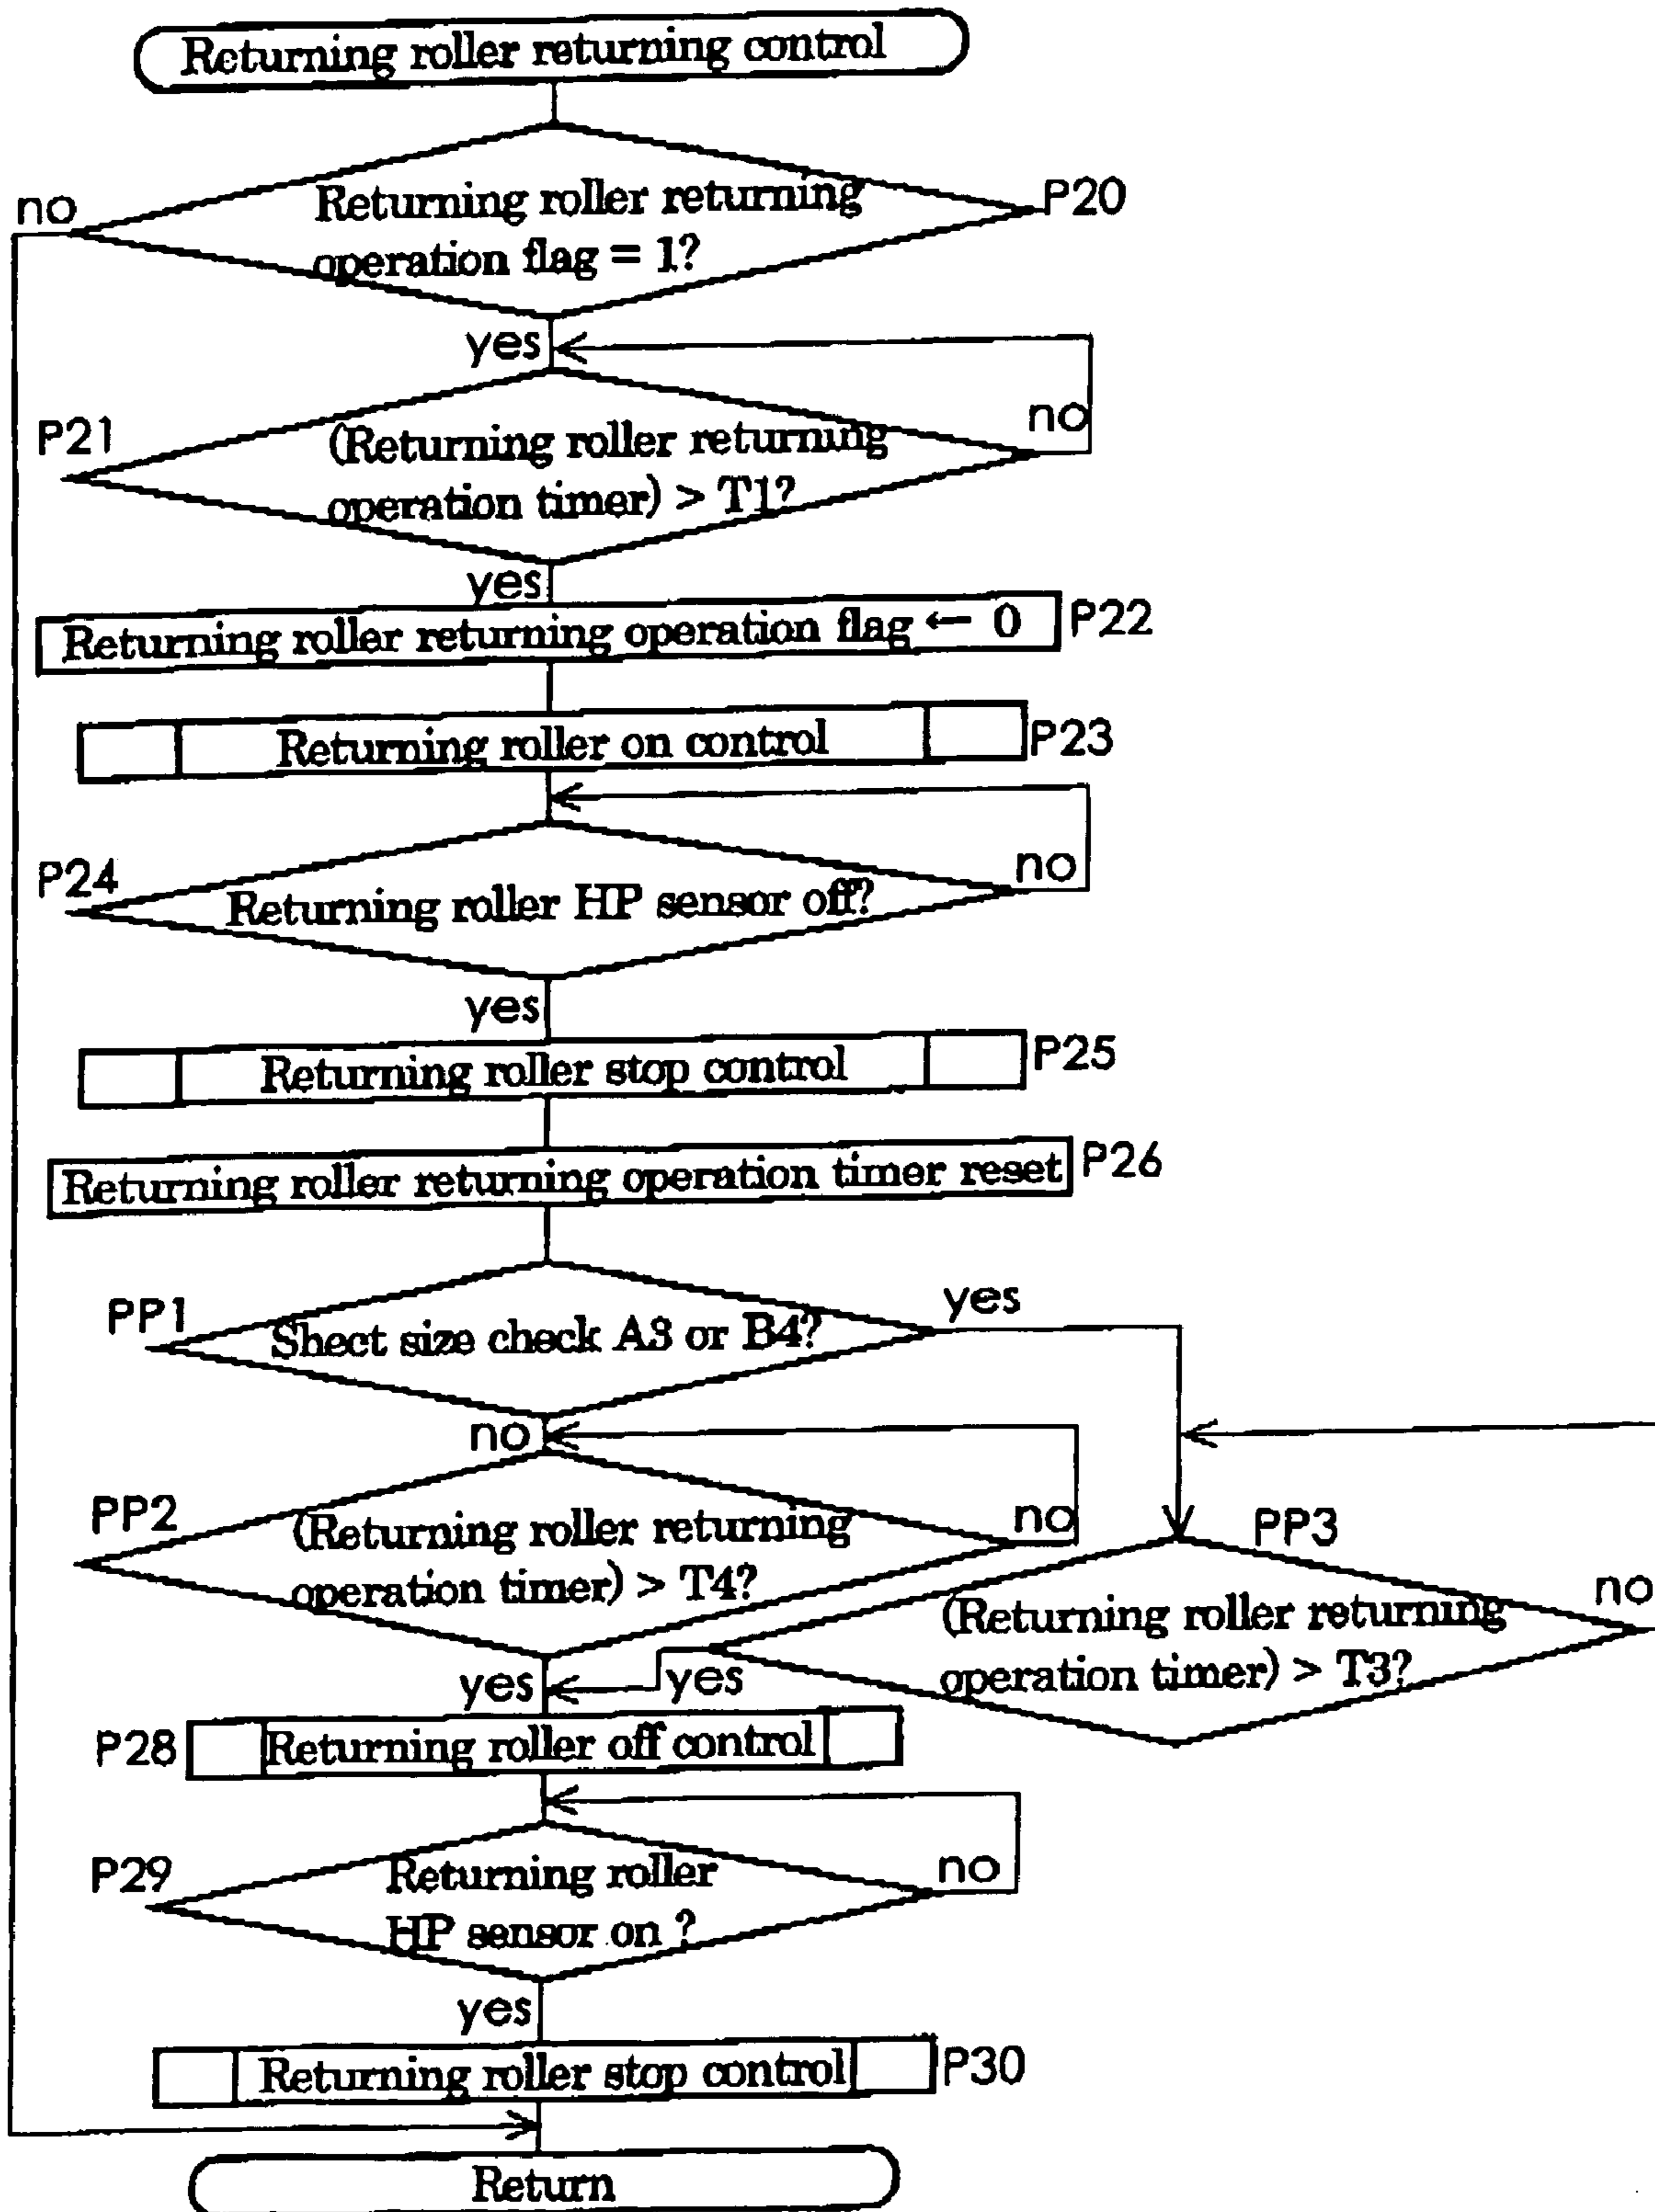 Returning roller returning control
Returning roller returning
operation flag = 1?
P20
no
yes
P21
(Returning roller returning
operation timer) > T1?
no
yes
Returning roller returning operation flag ← 0
P22
Returning roller on control
P23
P24
Returning roller HP sensor off?
no
yes
Returning roller stop control
P25
Returning roller returning operation timer reset
P26
PP1
Sheet size check A3 or B4?
yes
no
PP2
(Returning roller returning
operation timer) > T4?
no
yes
PP3
(Returning roller returning
operation timer) > T3?
no
yes
P28
Returning roller off control
P29
Returning roller
HP sensor on ?
no
yes
Returning roller stop control
P30
Return